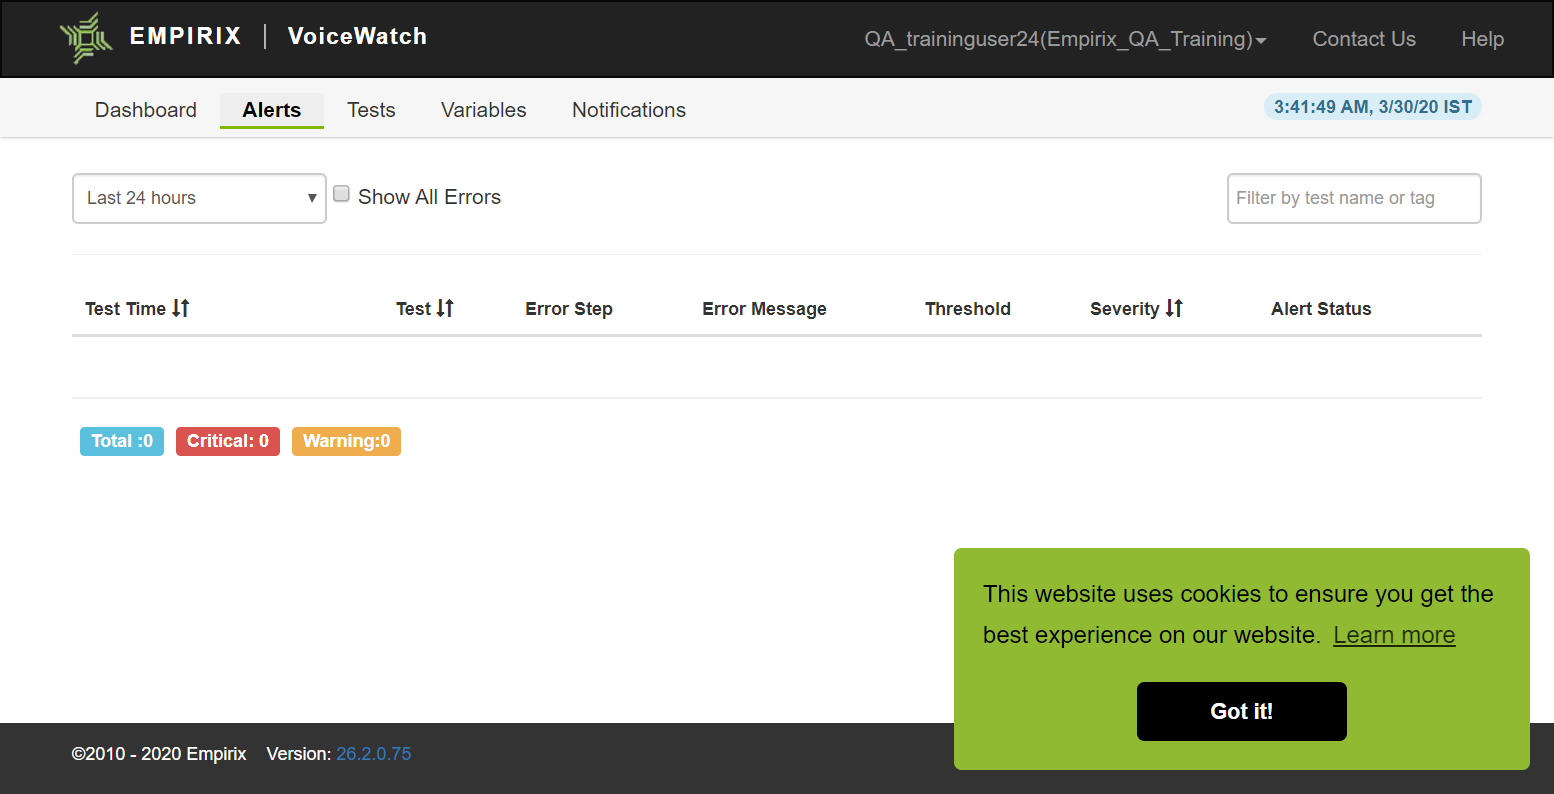 EMPIRIX | VoiceWatch
QA_traininguser24(Empirix_QA_Training) Contact Us Help
Dashboard Alerts Tests Variables Notifications
3:41:49 AM, 3/30/20 IST
Last 24 hours
Show All Errors
Filter by test name or tag
Test Time Test Error Step Error Message Threshold Severity Alert Status
Total :0 Critical: 0 Warning:0
This website uses cookies to ensure you get the
best experience on our website. Learn more
Got it!
©2010 - 2020 Empirix Version: 26.2.0.75